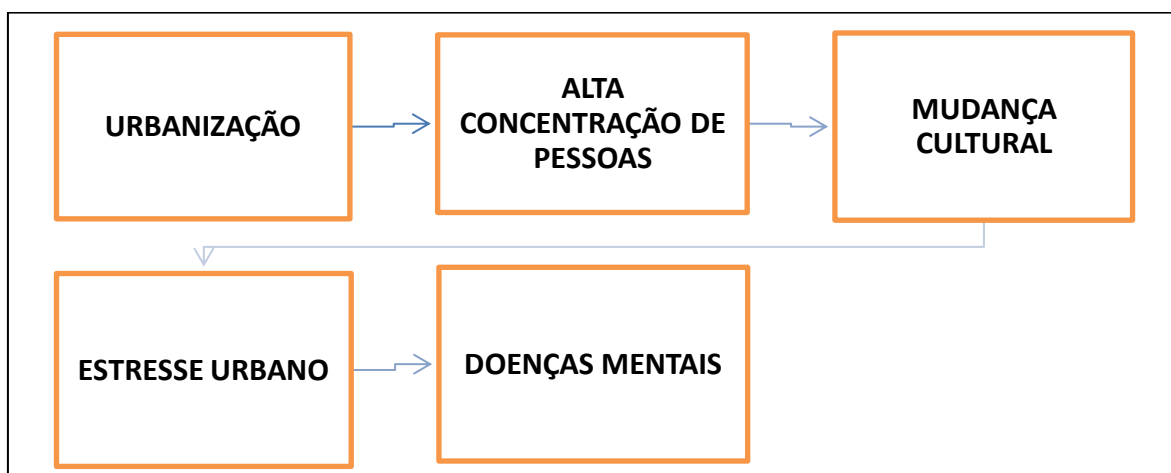 URBANIZAÇÃO
ALTA
CONCENTRAÇÃO DE
PESSOAS
MUDANÇA
CULTURAL
ESTRESSE URBANO
DOENÇAS MENTAIS